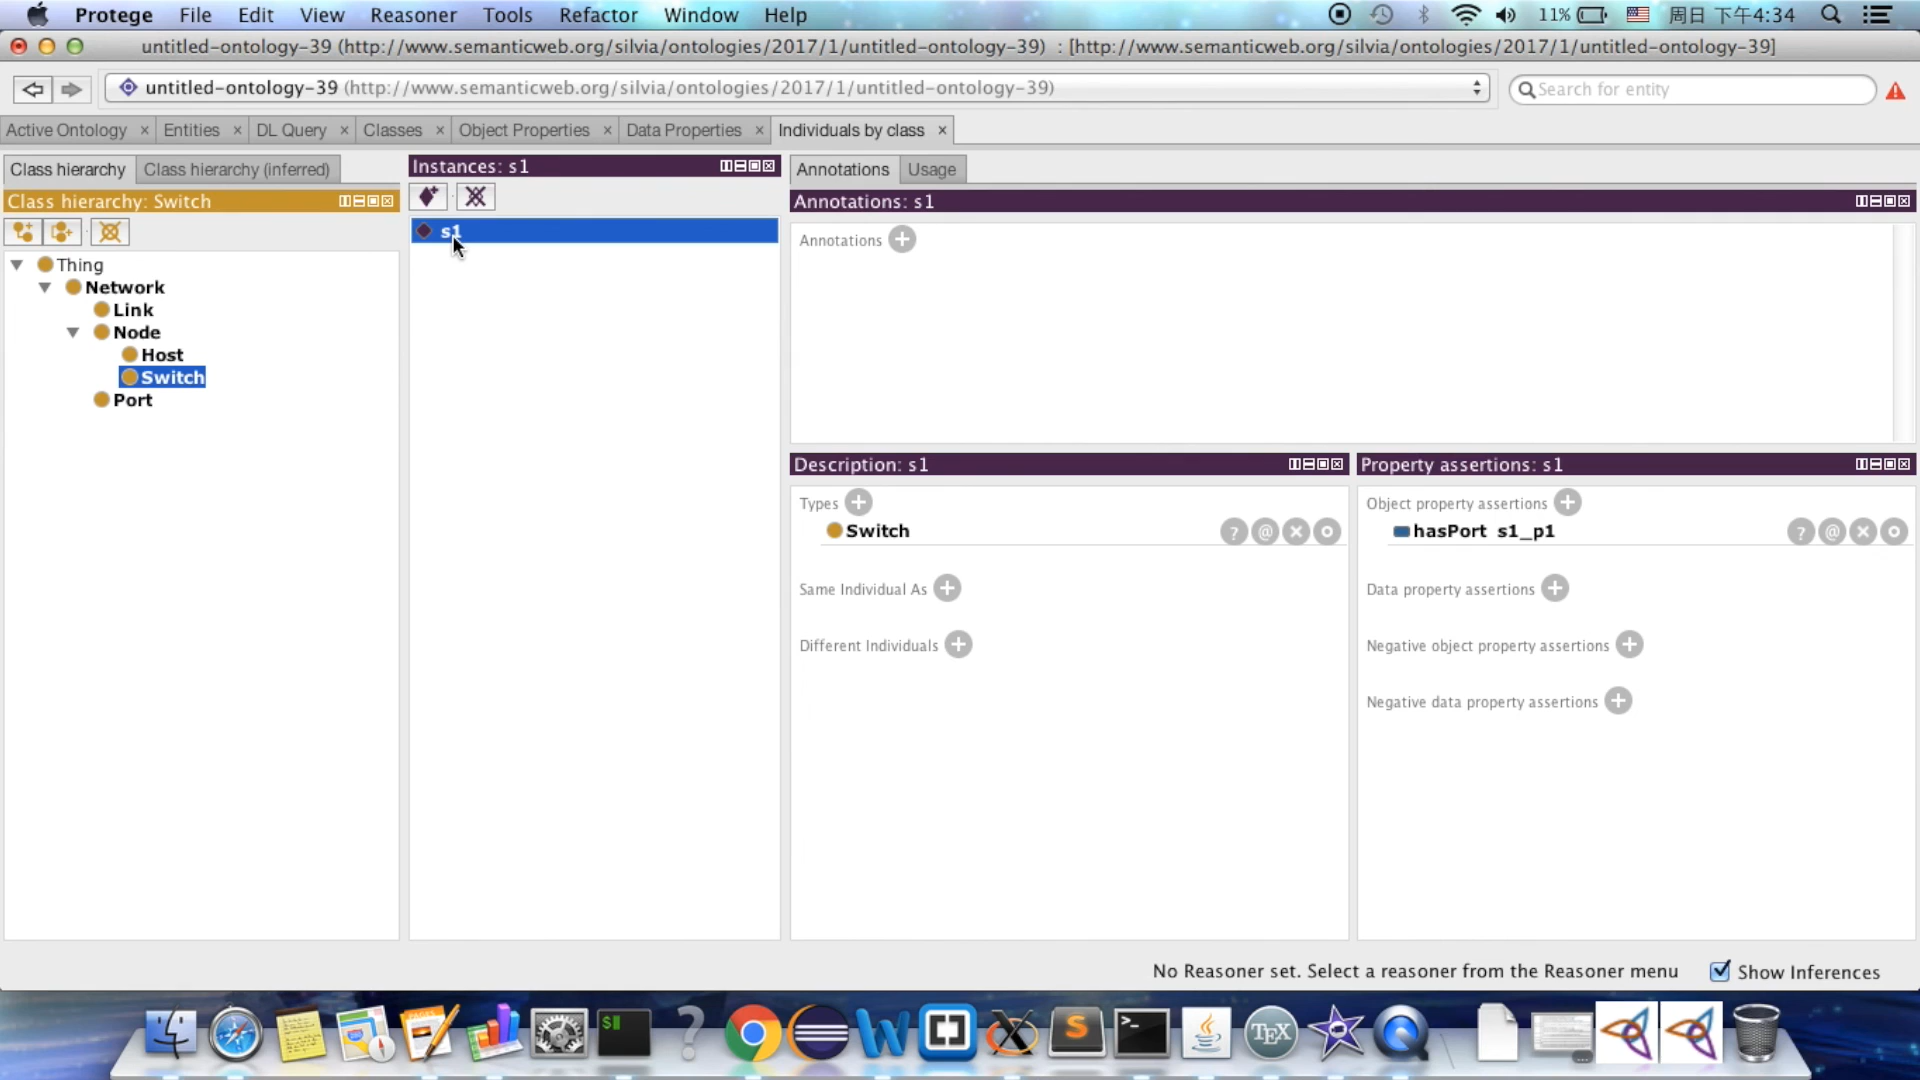 Protege File Edit View Reasoner Tools Refactor Window Help 11% 周日 下午4:34
untitled-ontology-39 (http://www.semanticweb.org/silvia/ontologies/2017/1/untitled-ontology-39) : [http://www.semanticweb.org/silvia/ontologies/2017/1/untitled-ontology-39]
untitled-ontology-39 (http://www.semanticweb.org/silvia/ontologies/2017/1/untitled-ontology-39) Search for entity
Active Ontology × Entities × DL Query × Classes × Object Properties × Data Properties × Individuals by class ×
Class hierarchy Class hierarchy (inferred)
Class hierarchy: Switch
Thing
Network
Link
Node
Host
Switch
Port
Instances: s1
s1
Annotations Usage
Annotations: s1
Annotations
Description: s1
Types
Switch
Same Individual As
Different Individuals
Property assertions: s1
Object property assertions
hasPort s1_p1
Data property assertions
Negative object property assertions
Negative data property assertions
No Reasoner set. Select a reasoner from the Reasoner menu Show Inferences